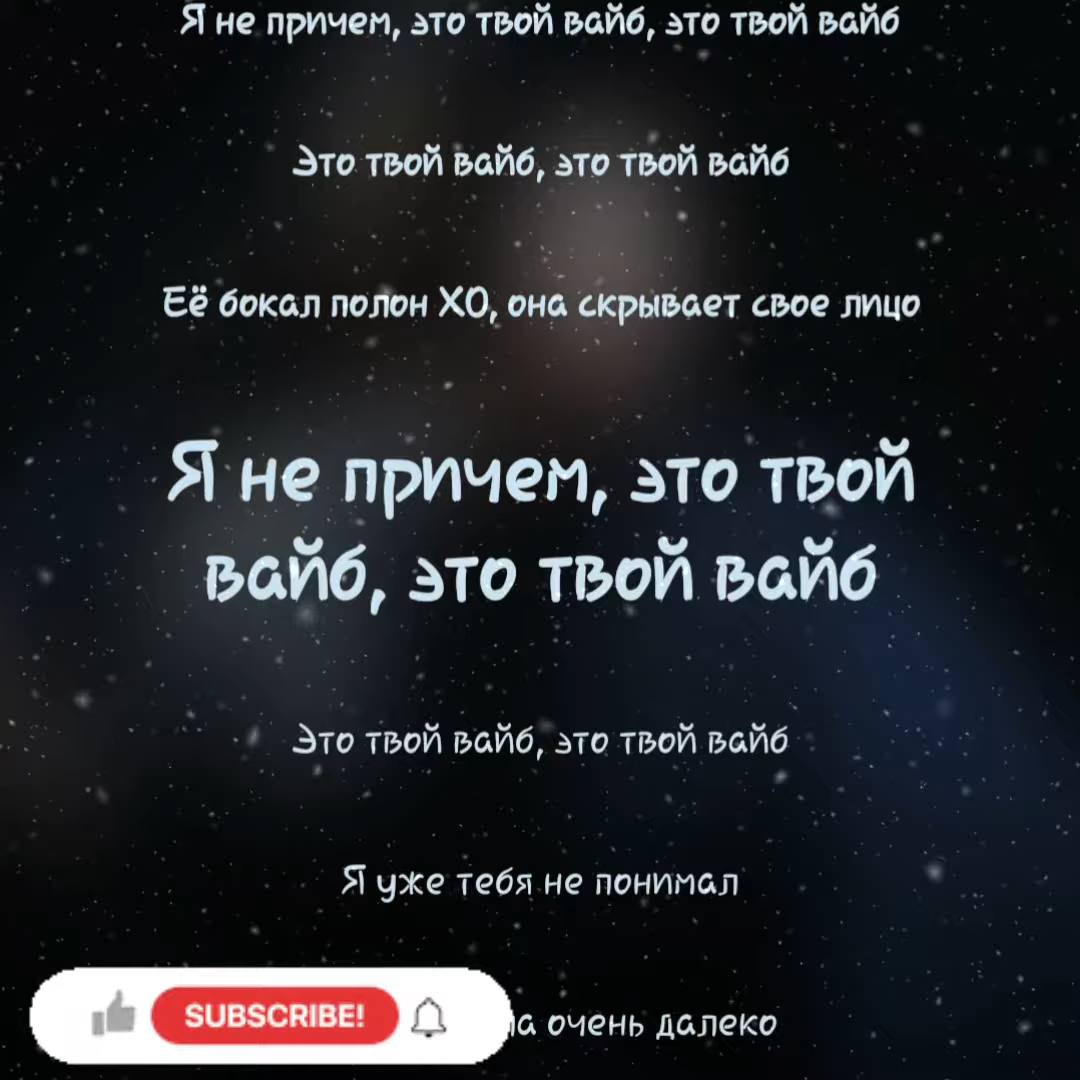 Я не причем, это твой вайб, это твой вайб
Это твой вайб, это твой вайб
Её бокал полон ХО, она скрывает свое лицо
Я не причем, это твой
вайб, это твой вайб
Это твой вайб, это твой вайб
Я уже тебя не понимал
очень далеко
SUBSCRIBE!